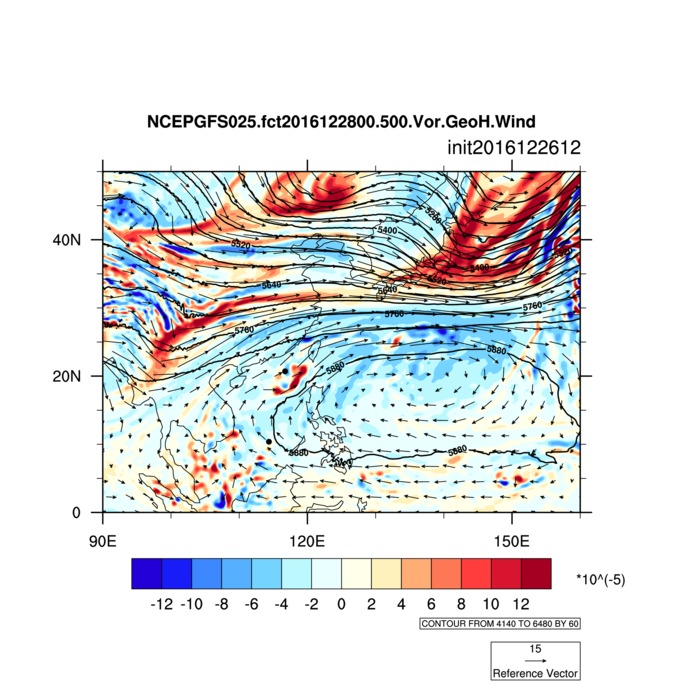 NCEPGFS025.fct2016122800.500.Vor.GeoH.Wind
init2016122612
40N
20N
0
5400
5520
5640
5640
5760
5760
5760
5400
5880
5880
5880
5880
90E
120E
150E
-12 -10 -8 -6 -4 -2 0 2 4 6 8 10 12
*10^(-5)
CONTOUR FROM 4140 TO 6480 BY 60
15
Reference Vector